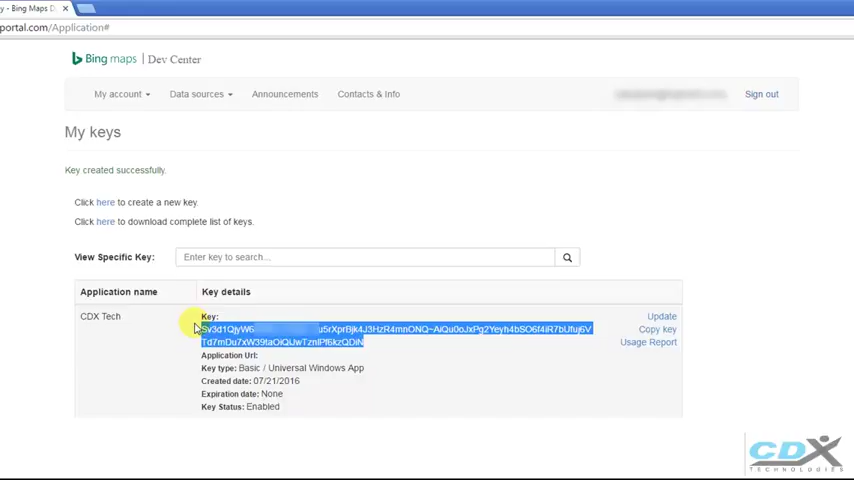 y - Bing Maps D
portal.com/Application#
Bing maps | Dev Center
My account Data sources Announcements Contacts & Info Sign out
My keys
Key created successfully.
Click here to create a new key.
Click here to download complete list of keys.
View Specific Key: Enter key to search...
Application name Key details
CDX Tech Key: Update
Copy key
Usage Report
Application Url:
Key type: Basic / Universal Windows App
Created date: 07/21/2016
Expiration date: None
Key Status: Enabled
CDX
TECHNOLOGIES